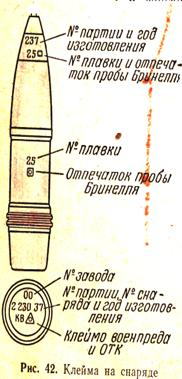 № партии и год
изготовления
237-
25
№ плавки и отпеча-
ток пробы
Бринелля
25
№ плавки
Отпечаток пробы
Бринелля
№ завода
00
№ партии, № сна-
ряда и год изготов-
ления
2 230 37
КВ
Клеймо военпреда
и ОТК
Рис. 42. Клейма на снаряде